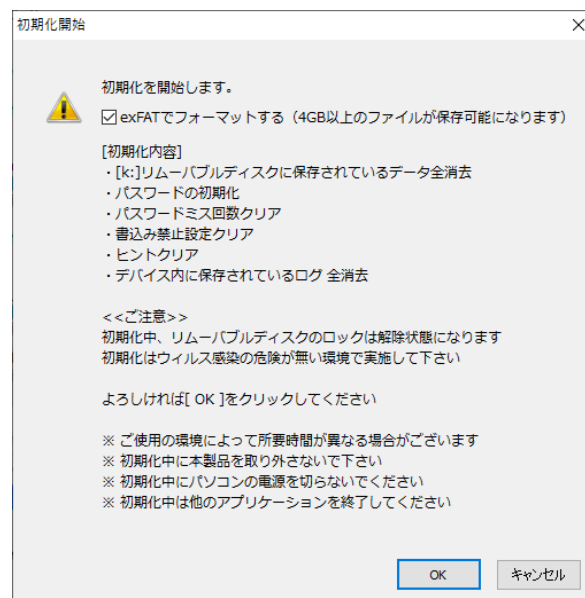 初期化開始
初期化を開始します。
exFATでフォーマットする（4GB以上のファイルが保存可能になります）
[初期化内容]
・[k:]リムーバブルディスクに保存されているデータ全消去
・パスワードの初期化
・パスワードミス回数クリア
・書込み禁止設定クリア
・ヒントクリア
・デバイス内に保存されているログ 全消去
<<ご注意>>
初期化中、リムーバブルディスクのロックは解除状態になります
初期化はウィルス感染の危険が無い環境で実施して下さい
よろしければ[ OK ]をクリックしてください
※ ご使用の環境によって所要時間が異なる場合がございます
※ 初期化中に本製品を取り外さないで下さい
※ 初期化中にパソコンの電源を切らないでください
※ 初期化中は他のアプリケーションを終了してください
OK
キャンセル